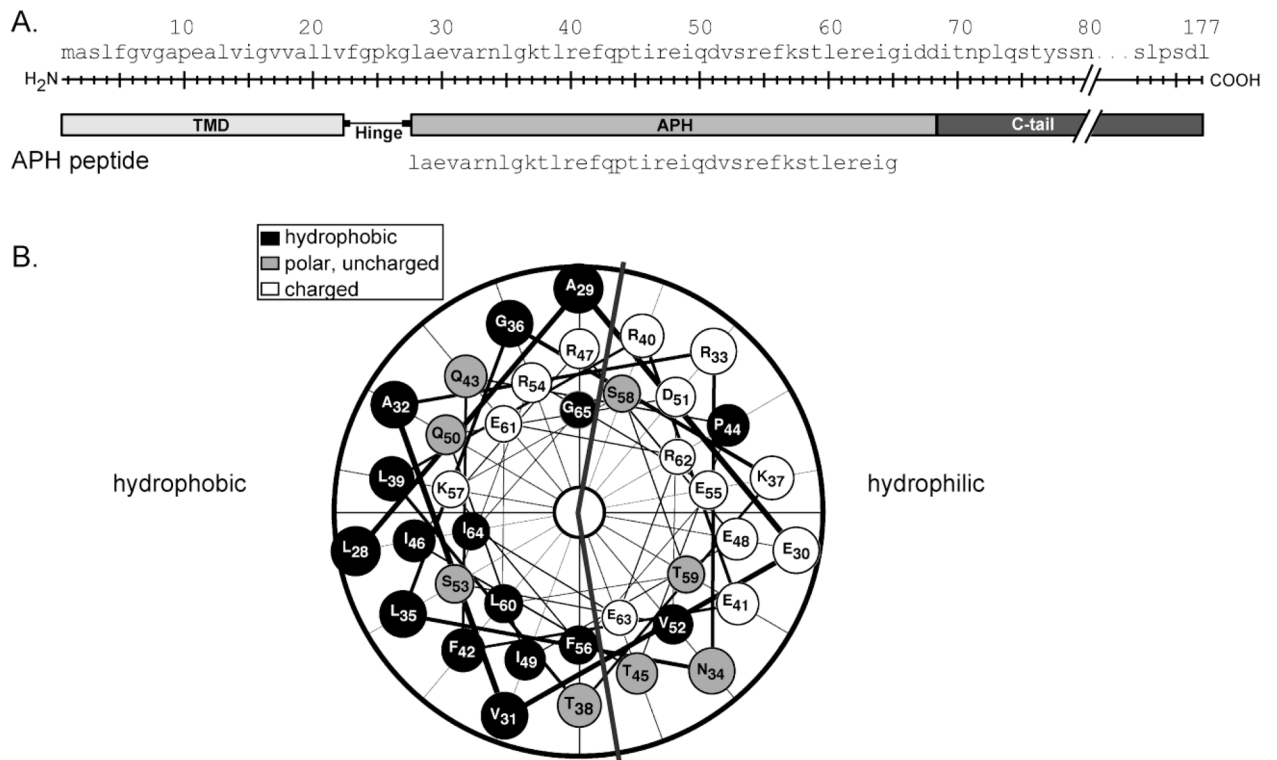 A.
10 20 30 40 50 60 70 80 177
maslfgvgapealvigvvallvfgpkglaevarnlgktlrefqptireiqdvsrefkstlereigidditnplqstyssn....slpsdl
H₂N COOH
TMD Hinge APH C-tail
APH peptide laevarnlgktlrefqptireiqdvsrefkstlereig
B.
hydrophobic
polar, uncharged
charged
A29
G36
R40
R47
R33
Q43
R54
S58
D51
A32
G65
P44
E61
Q50
R62
L39
K57
E55
K37
hydrophobic
hydrophilic
I64
I46
E48
L28
E30
S53
T59
L60
E41
L35
E63
V52
F42
I49
F56
T45
N34
V31
T38